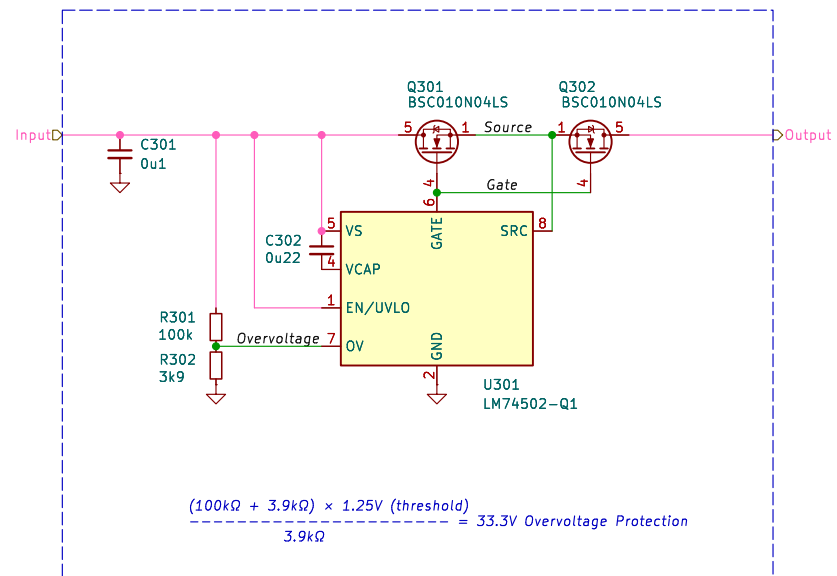 Q301
BSC010N04LS
Q302
BSC010N04LS
Input
5
1
Source
1
5
Output
C301
0u1
4
Gate
4
6
5
VS
GATE
SRC
8
C302
0u22
4
VCAP
1
EN/UVLO
R301
100k
Overvoltage
7
OV
GND
R302
3k9
2
U301
LM74502-Q1
(100kΩ + 3.9kΩ) × 1.25V (threshold)
= 33.3V Overvoltage Protection
3.9kΩ